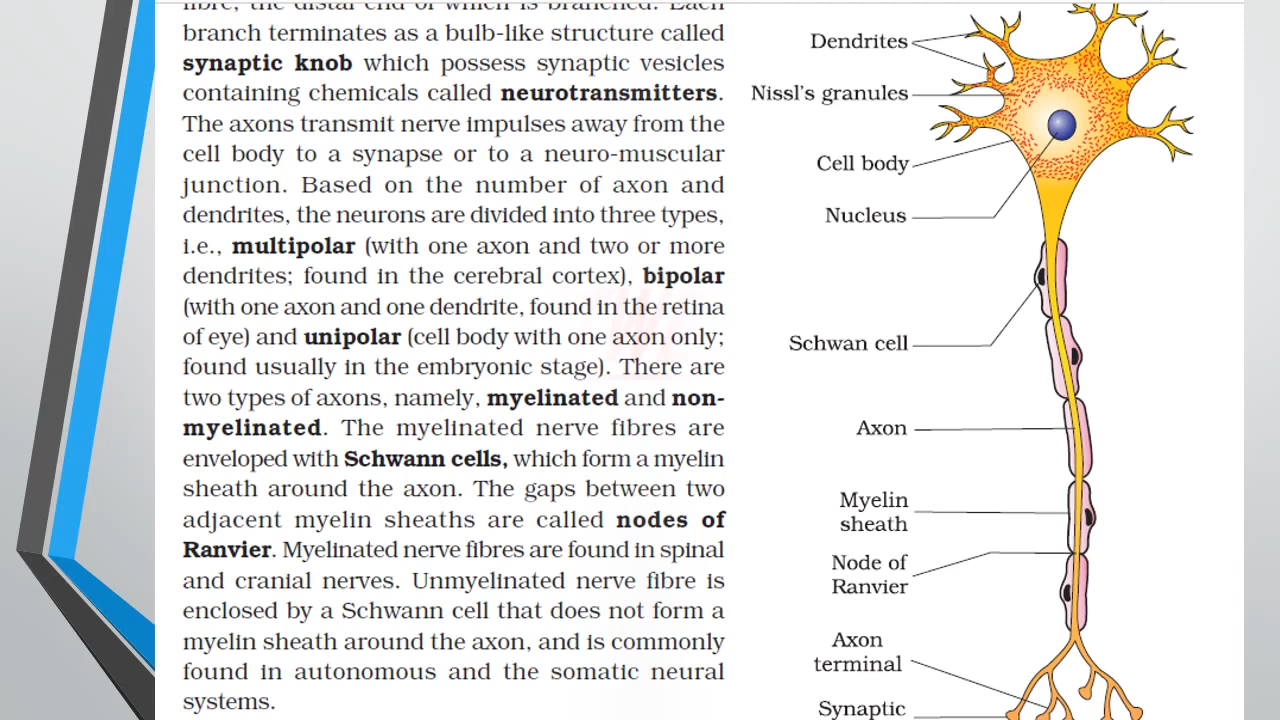 fibre, the distal end of which is branched. Each
branch terminates as a bulb-like structure called
synaptic knob which possess synaptic vesicles
containing chemicals called neurotransmitters.
The axons transmit nerve impulses away from the
cell body to a synapse or to a neuro-muscular
junction. Based on the number of axon and
dendrites, the neurons are divided into three types,
i.e., multipolar (with one axon and two or more
dendrites; found in the cerebral cortex), bipolar
(with one axon and one dendrite, found in the retina
of eye) and unipolar (cell body with one axon only;
found usually in the embryonic stage). There are
two types of axons, namely, myelinated and non-
myelinated. The myelinated nerve fibres are
enveloped with Schwann cells, which form a myelin
sheath around the axon. The gaps between two
adjacent myelin sheaths are called nodes of
Ranvier. Myelinated nerve fibres are found in spinal
and cranial nerves. Unmyelinated nerve fibre is
enclosed by a Schwann cell that does not form a
myelin sheath around the axon, and is commonly
found in autonomous and the somatic neural
systems.
Dendrites
Nissl's granules
Cell body
Nucleus
Schwan cell
Axon
Myelin
sheath
Node of
Ranvier
Axon
terminal
Synaptic